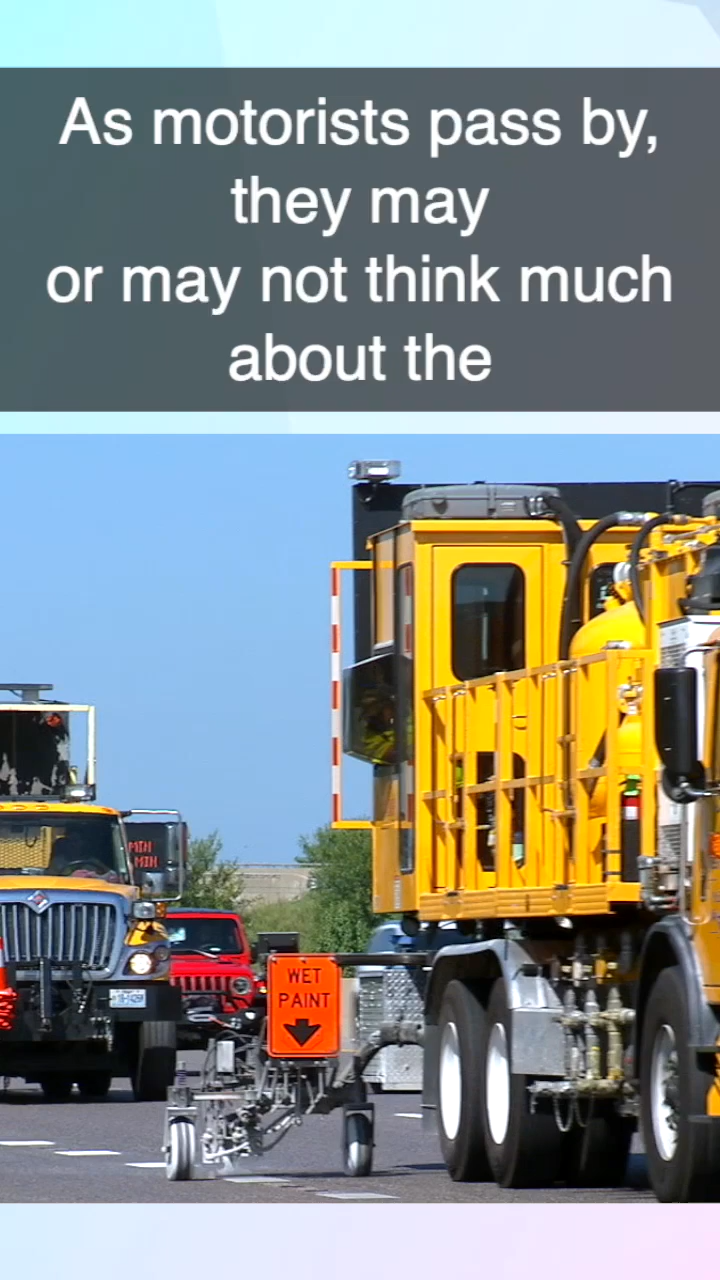 As motorists pass by,
they may
or may not think much
about the
WET
PAINT